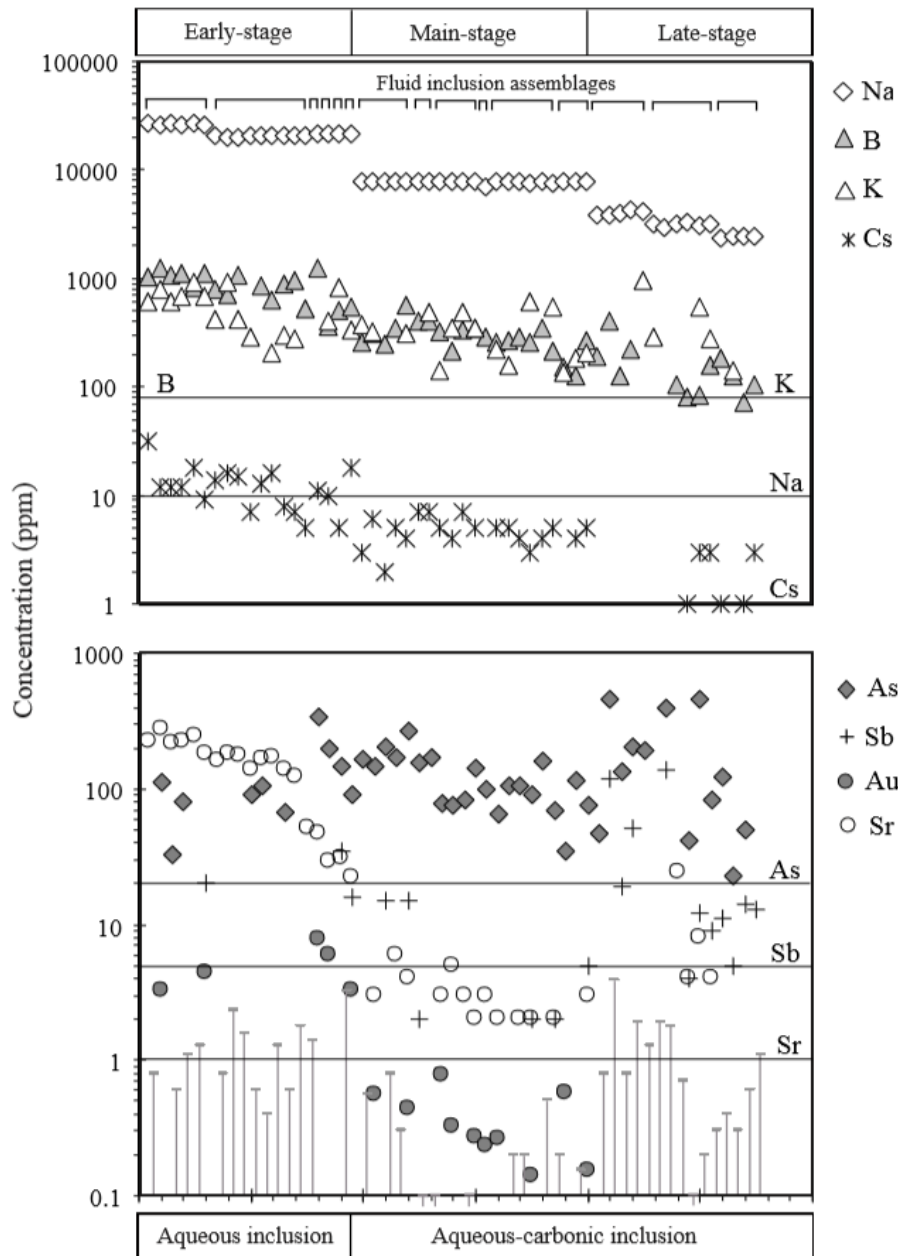 Early-stage Main-stage Late-stage
100000
Fluid inclusion assemblages
Na
10000
B
K
1000
Cs
100
B
K
10
Na
1
Cs
Concentration (ppm)
1000
As
Sb
100
Au
Sr
As
10
Sb
1
Sr
0.1
Aqueous inclusion Aqueous-carbonic inclusion